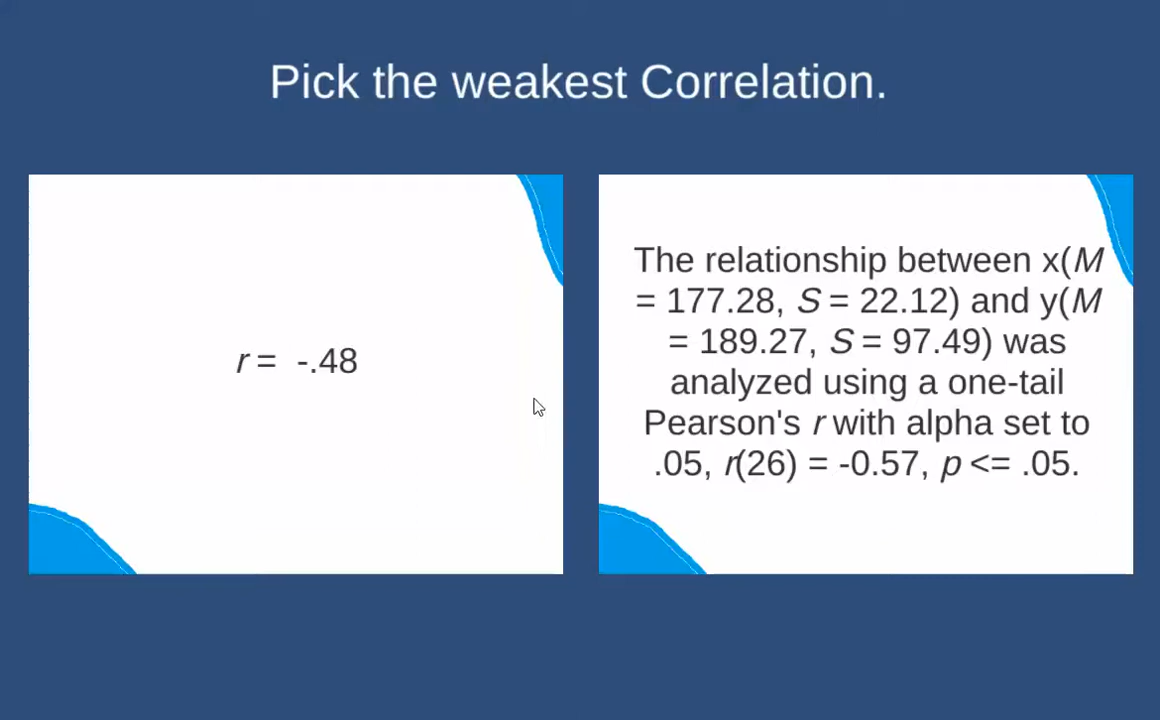 Pick the weakest Correlation.
r = -.48
The relationship between x(M
= 177.28, S = 22.12) and y(M
= 189.27, S = 97.49) was
analyzed using a one-tail
Pearson's r with alpha set to
.05, r(26) = -0.57, p <= .05.